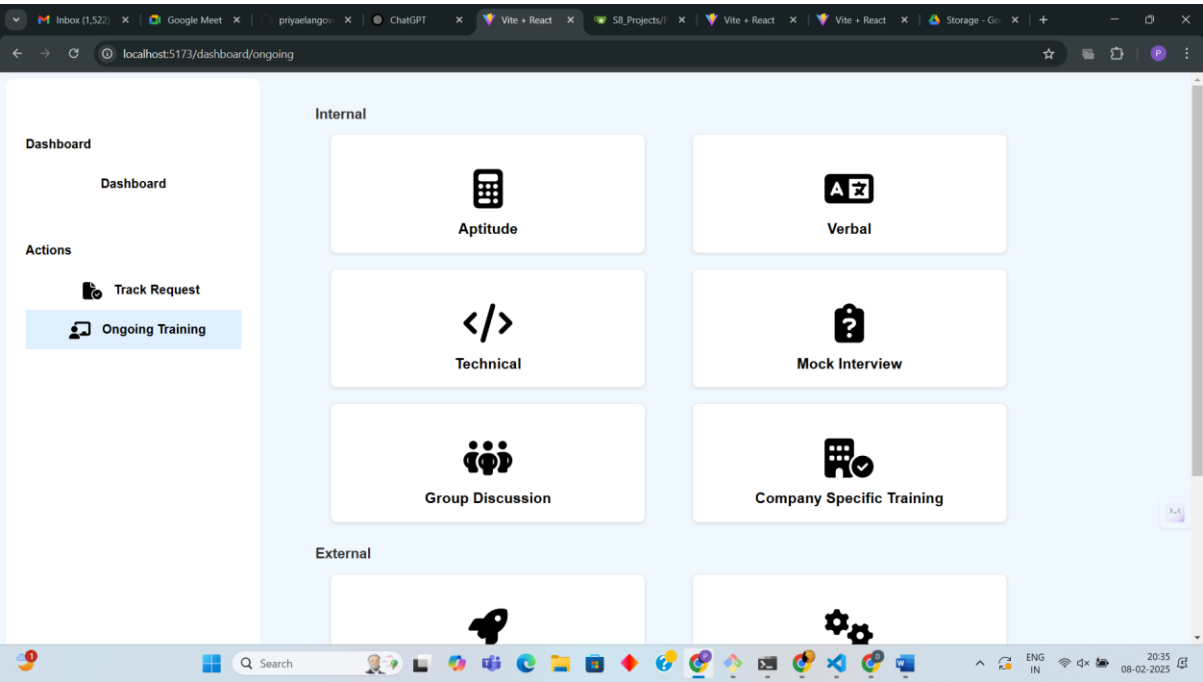 Inbox (1,522)
Google Meet
priyaelangov
ChatGPT
Vite + React
S8_Projects/
Vite + React
Vite + React
Storage - Go
localhost:5173/dashboard/ongoing
P
Dashboard
Dashboard
Actions
Track Request
Ongoing Training
Internal
Aptitude
A 文
Verbal
Technical
?
Mock Interview
Group Discussion
Company Specific Training
External
1
Search
ENG
IN
20:35
08-02-2025